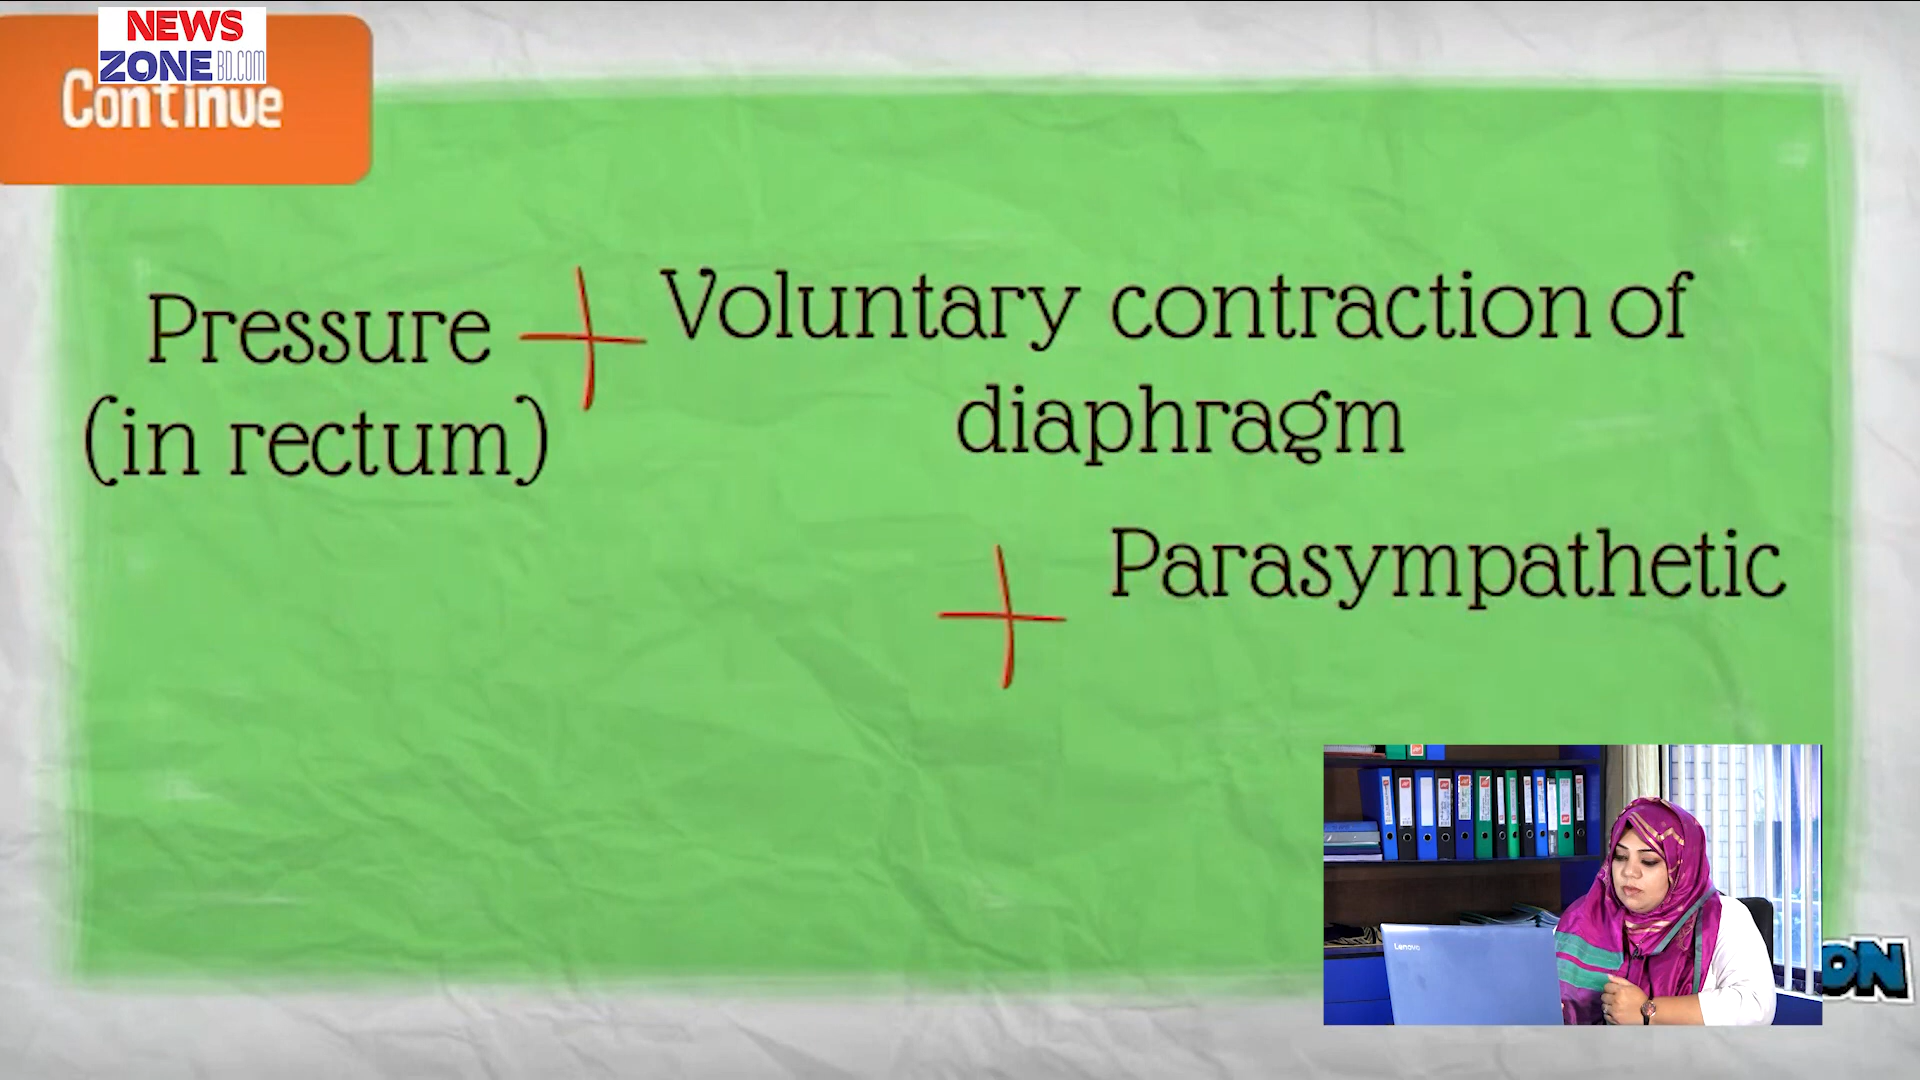 NEWS
ZONE BD.COM
Continue
Pressure + Voluntary contraction of
(in rectum)
diaphragm
+ Parasympathetic
Lenovo
ON